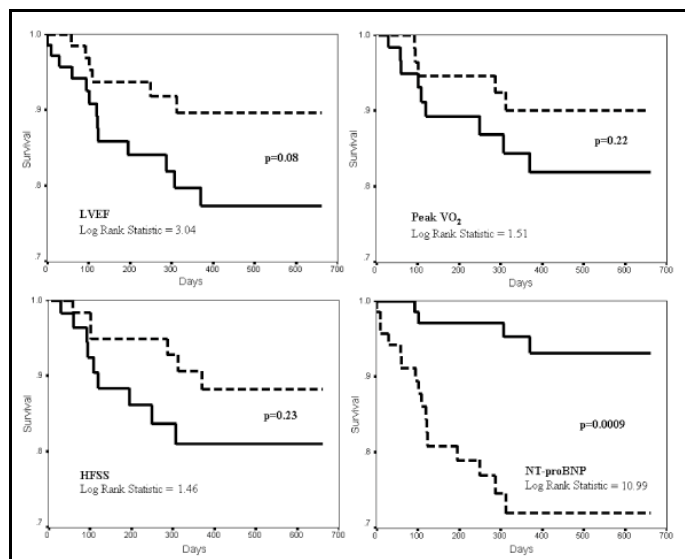 1.0
.9
.8
.7
Survival
p=0.08
LVEF
Log Rank Statistic = 3.04
0 100 200 300 400 500 600 700
Days
1.0
.9
.8
.7
Survival
p=0.22
Peak VO₂
Log Rank Statistic = 1.51
0 100 200 300 400 500 600 700
Days
1.0
.9
.8
.7
Survival
p=0.23
HFSS
Log Rank Statistic = 1.46
0 100 200 300 400 500 600 700
Days
1.0
.9
.8
.7
Survival
p=0.0009
NT-proBNP
Log Rank Statistic = 10.99
0 100 200 300 400 500 600 700
Days